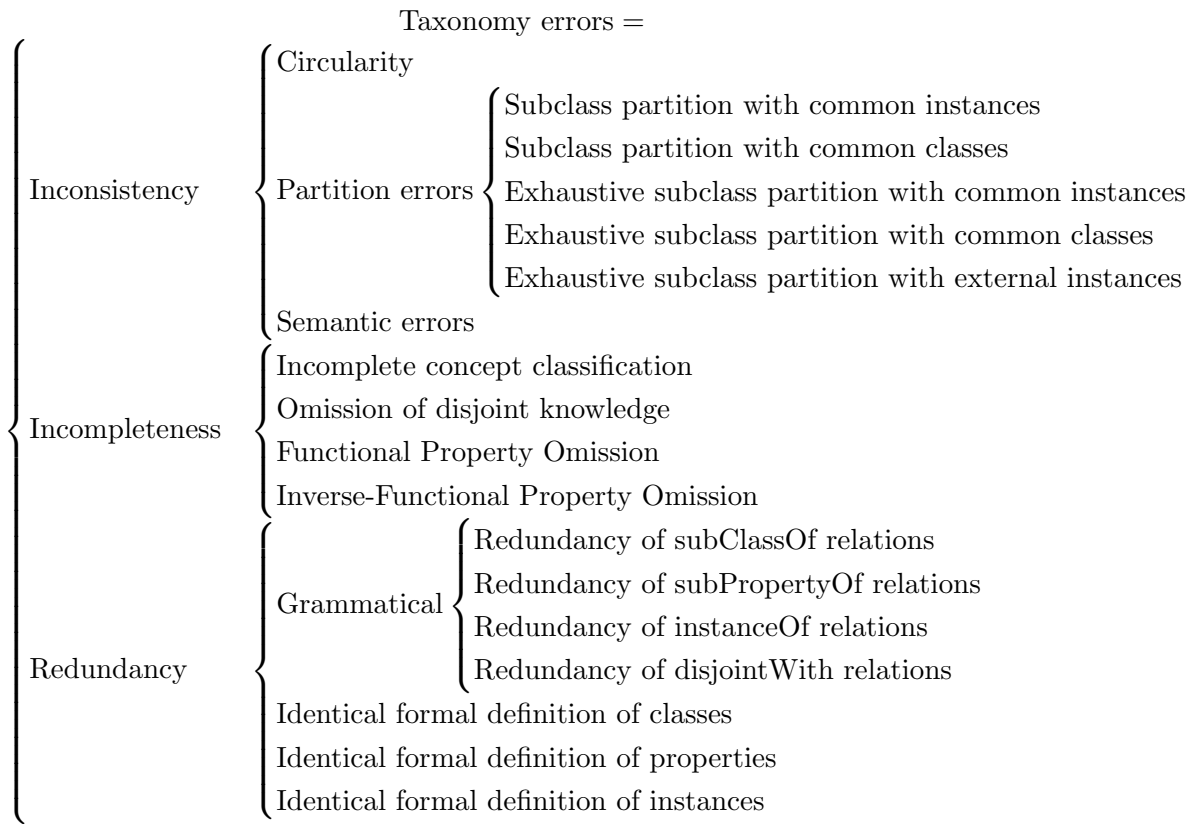 Taxonomy errors =
Inconsistency
Circularity
Partition errors
Subclass partition with common instances
Subclass partition with common classes
Exhaustive subclass partition with common instances
Exhaustive subclass partition with common classes
Exhaustive subclass partition with external instances
Semantic errors
Incompleteness
Incomplete concept classification
Omission of disjoint knowledge
Functional Property Omission
Inverse-Functional Property Omission
Redundancy
Grammatical
Redundancy of subClassOf relations
Redundancy of subPropertyOf relations
Redundancy of instanceOf relations
Redundancy of disjointWith relations
Identical formal definition of classes
Identical formal definition of properties
Identical formal definition of instances